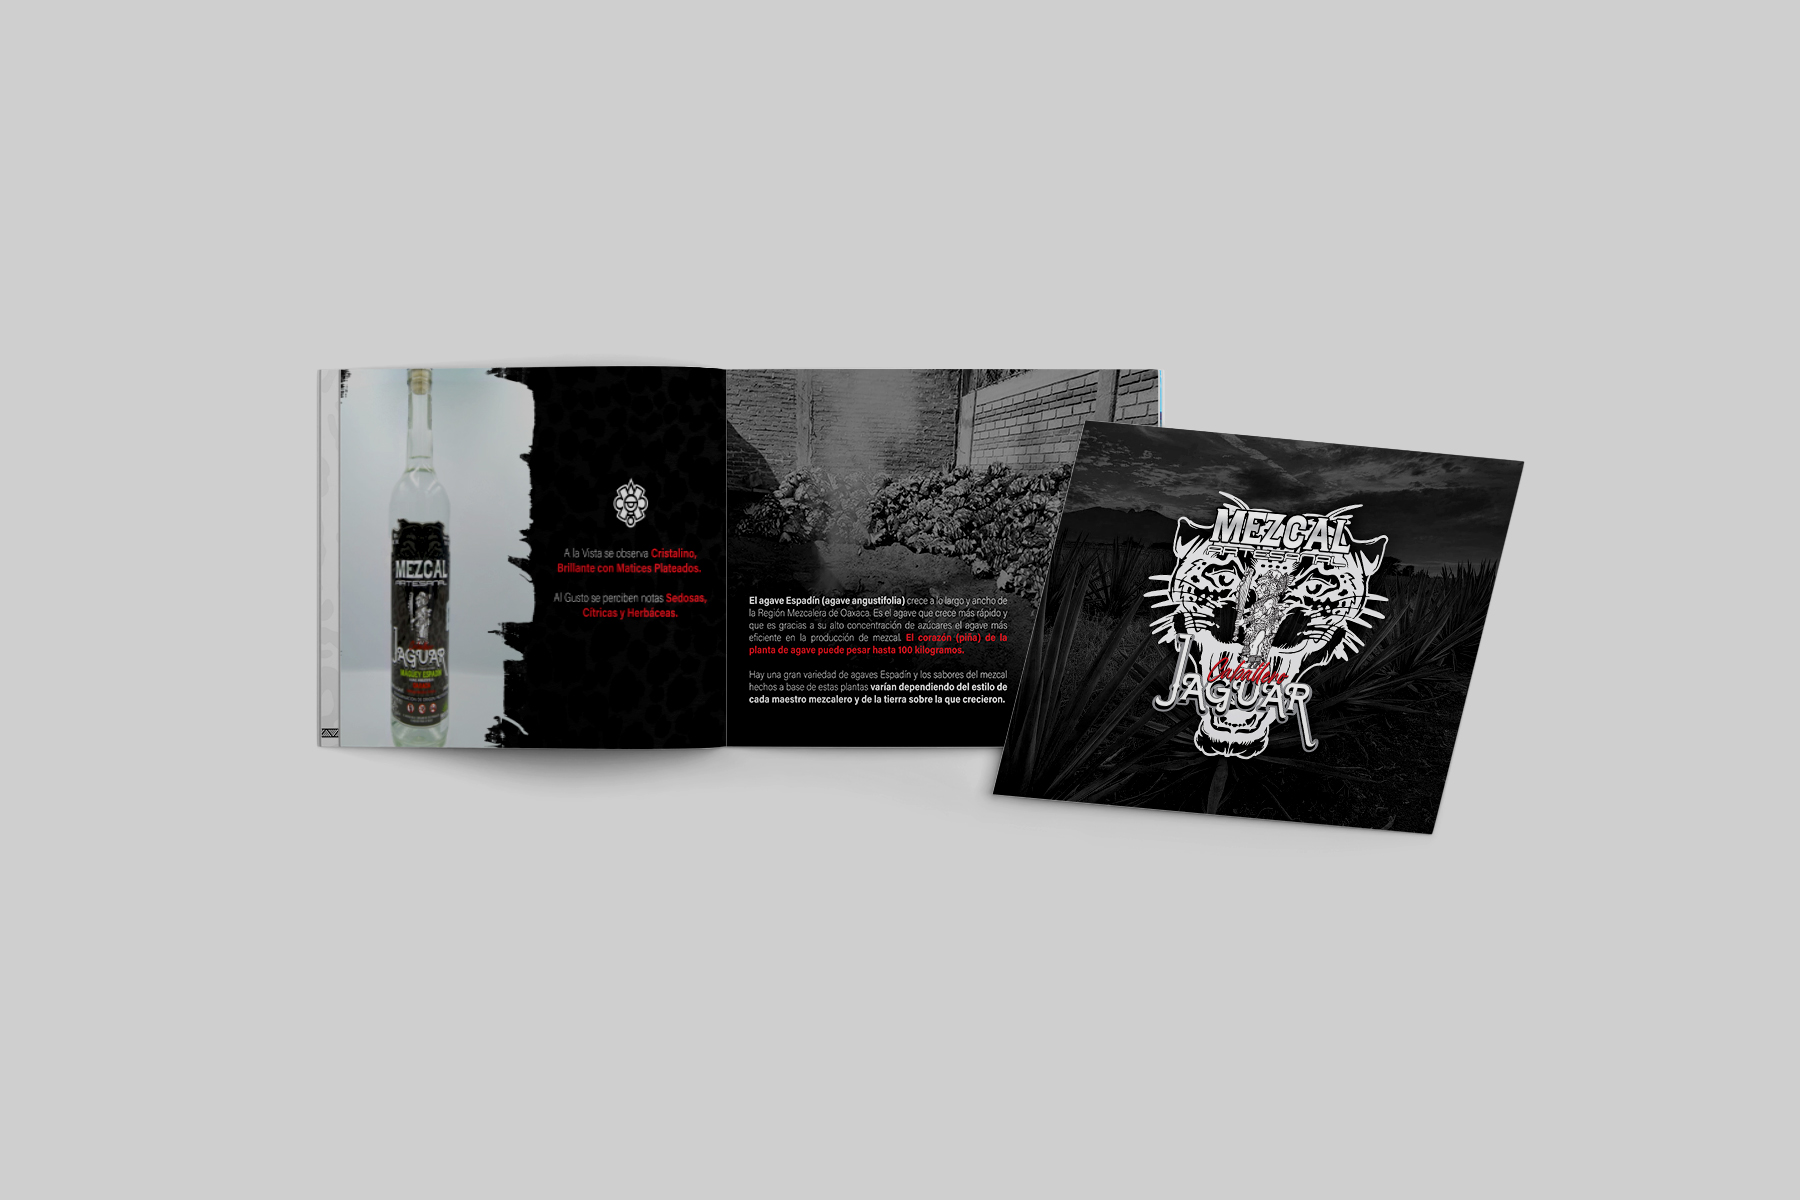 MEZCAL
ARTESANAL
JAGUAR
MAGUEY ESPADÍN
A la Vista se observa Cristalino,
Brillante con Matices Plateados.
Al Gusto se perciben notas Sedosas,
Cítricas y Herbáceas.
El agave Espadín (agave angustifolia) crece a lo largo y ancho de
la Región Mezcalera de Oaxaca. Es el agave que crece más rápido y
que es gracias a su alto concentración de azúcares el agave más
eficiente en la producción de mezcal. El corazón (piña) de la
planta de agave puede pesar hasta 100 kilogramos.
Hay una gran variedad de agaves Espadín y los sabores del mezcal
hechos a base de estas plantas varían dependiendo del estilo de
cada maestro mezcalero y de la tierra sobre la que crecieron.
MEZCAL
ARTESANAL
Caballero
JAGUAR